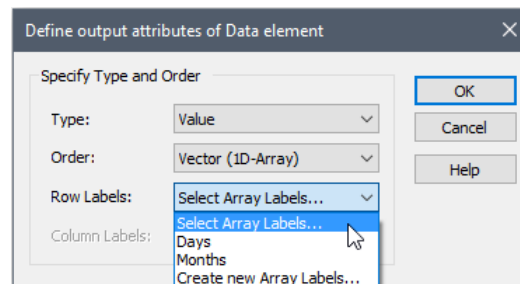 Define output attributes of Data element
Specify Type and Order
OK
Type: Value
Cancel
Order: Vector (1D-Array)
Help
Row Labels: Select Array Labels...
Column Labels: Select Array Labels...
Days
Months
Create new Array Labels...